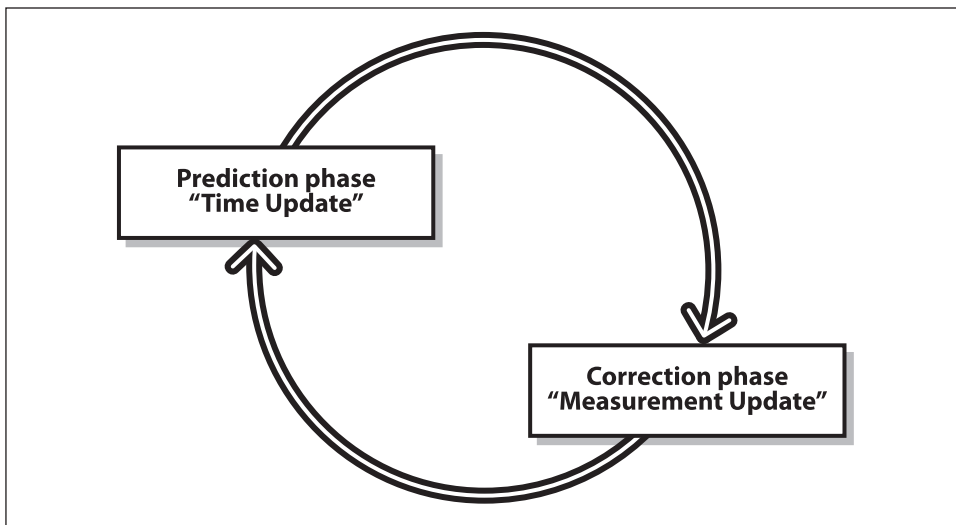 Prediction phase
“Time Update”
Correction phase
“Measurement Update”